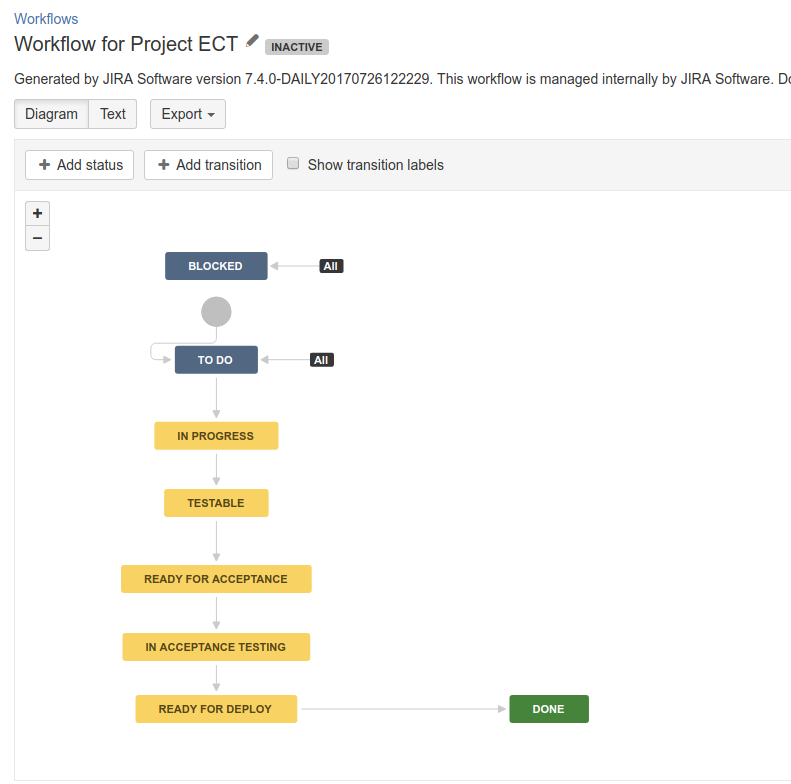 Workflows
Workflow for Project ECT INACTIVE
Generated by JIRA Software version 7.4.0-DAILY20170726122229. This workflow is managed internally by JIRA Software. Do
Diagram Text Export
+ Add status + Add transition Show transition labels
+
−
BLOCKED All
TO DO All
IN PROGRESS
TESTABLE
READY FOR ACCEPTANCE
IN ACCEPTANCE TESTING
READY FOR DEPLOY DONE